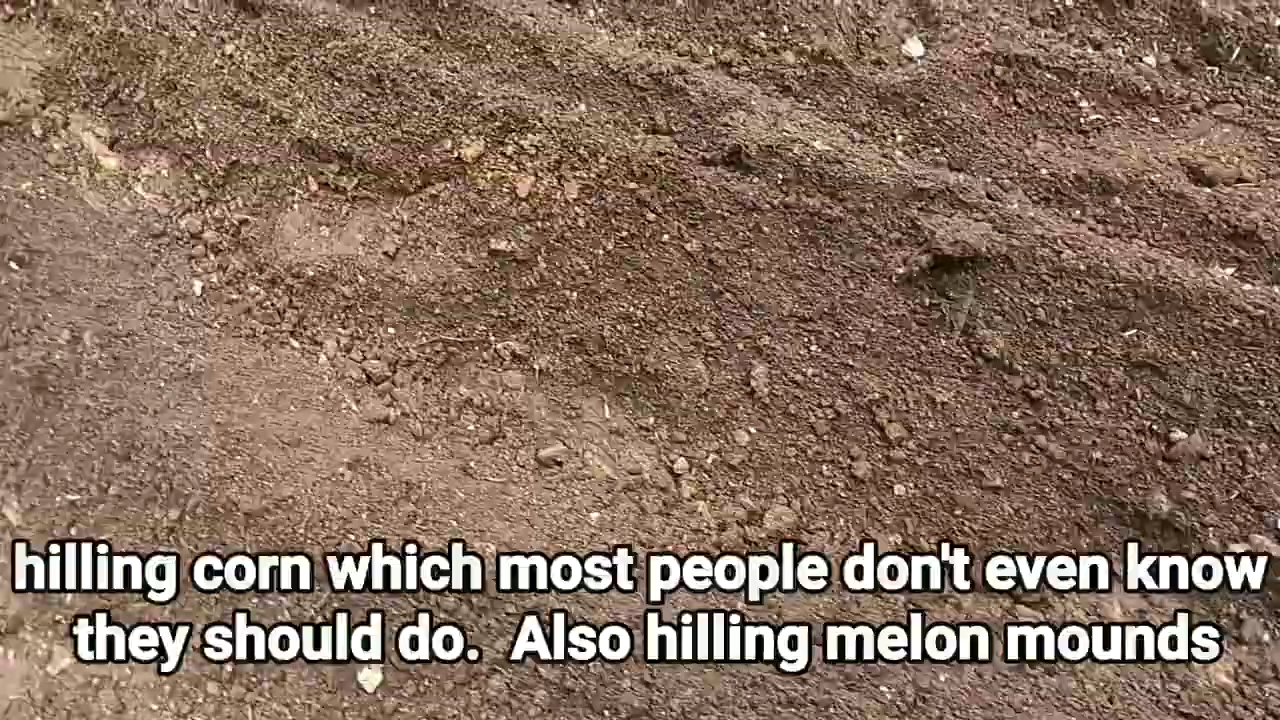 hilling corn which most people don't even know
they should do.  Also hilling melon mounds